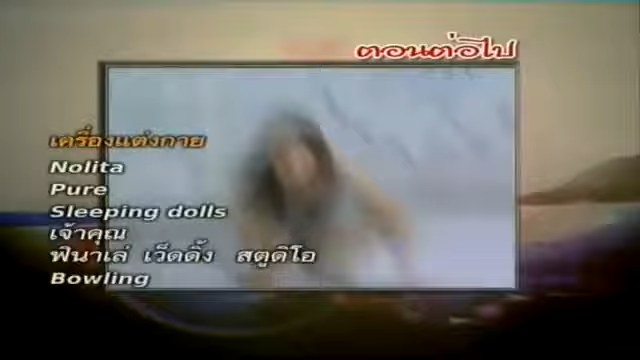 ตอนต่อไป
เครื่องแต่งกาย
Nolita
Pure
Sleeping dolls
เจ้าคุณ
ฟินาเล่ เว็ดดิ้ง สตูดิโอ
Bowling